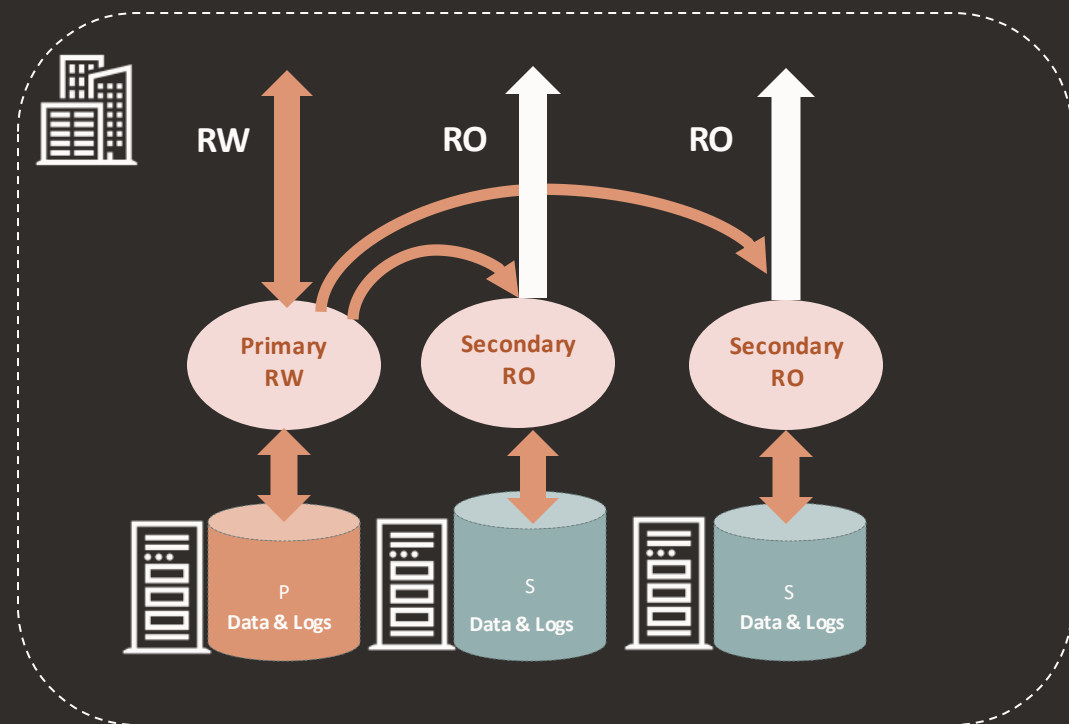 RW
RO
RO
Primary
RW
Secondary
RO
Secondary
RO
P
Data & Logs
S
Data & Logs
S
Data & Logs